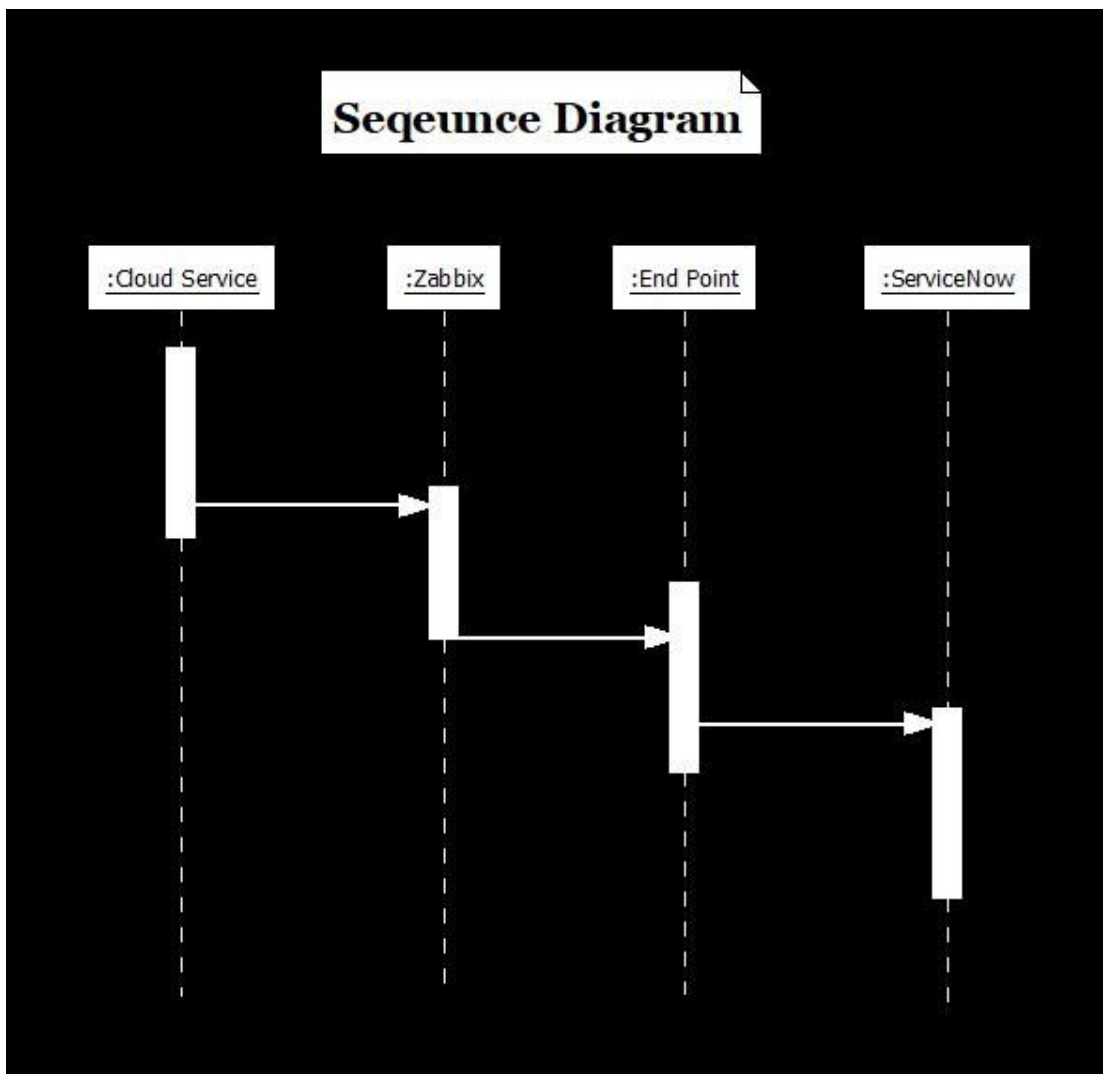 Seqeunce Diagram
:Cloud Service
:Zabbix
:End Point
:ServiceNow